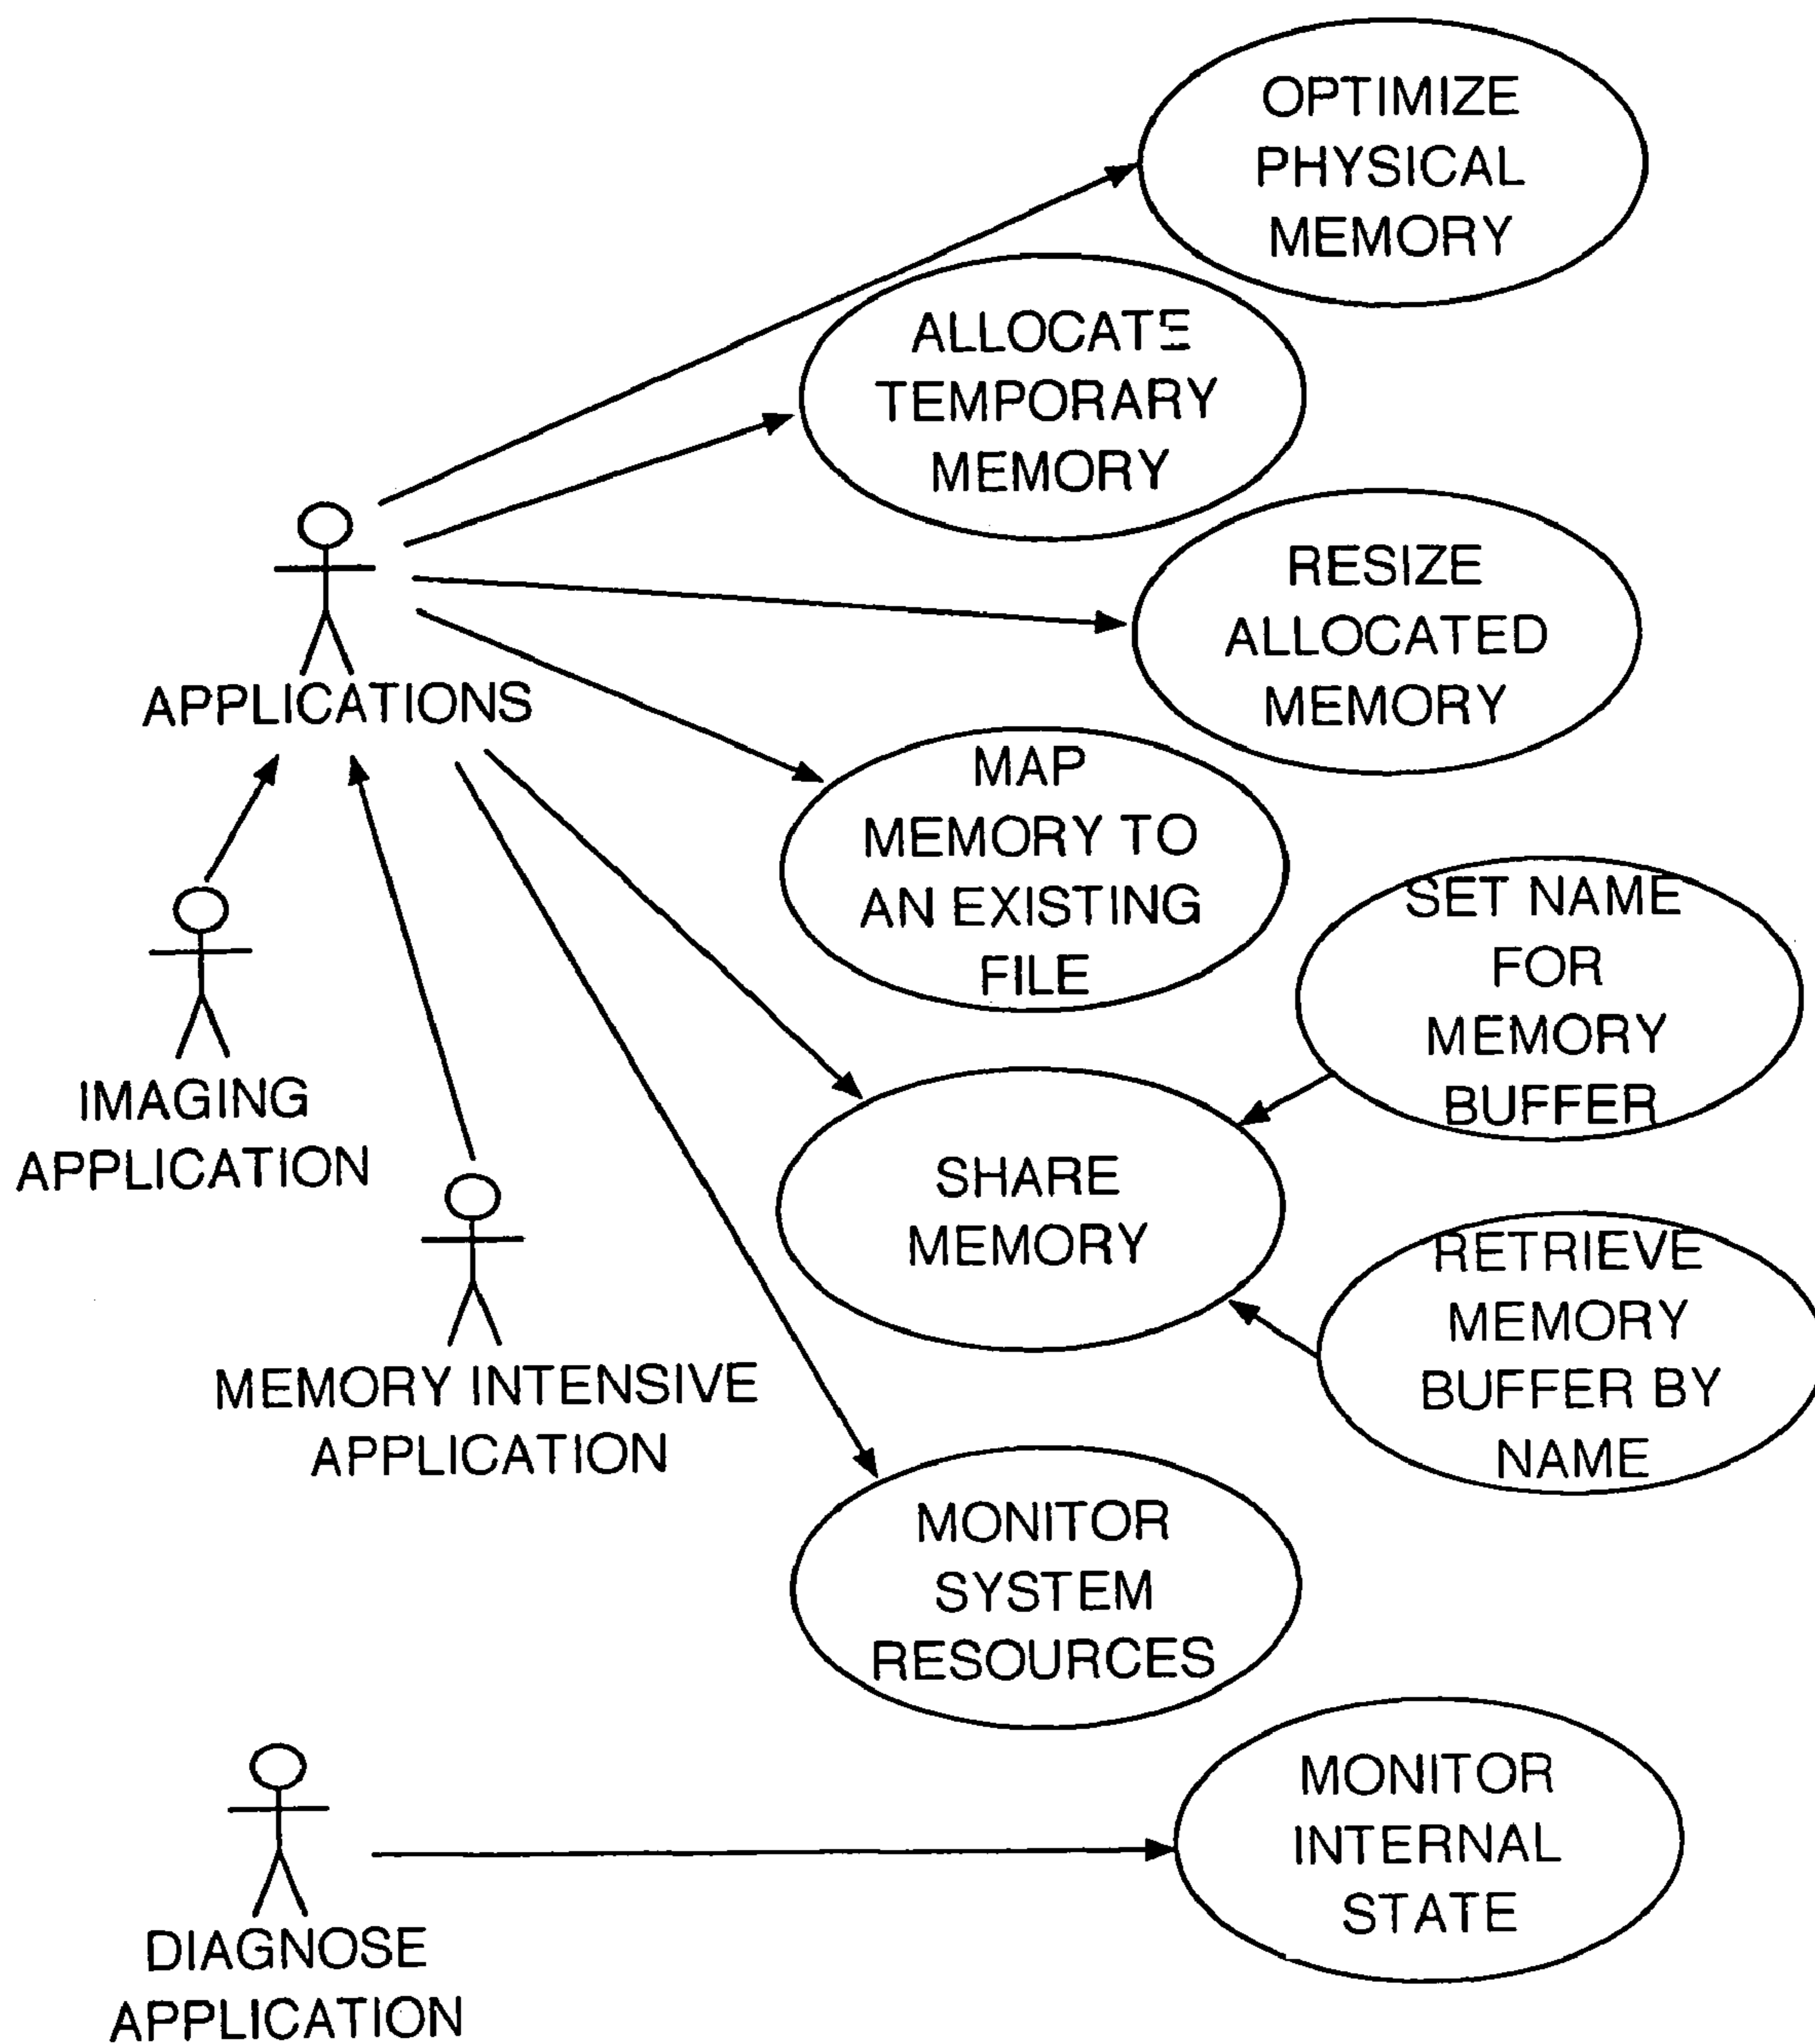 OPTIMIZE
PHYSICAL
MEMORY
ALLOCATE
TEMPORARY
MEMORY
RESIZE
ALLOCATED
MEMORY
APPLICATIONS
MAP
MEMORY TO
AN EXISTING
FILE
SET NAME
FOR
MEMORY
BUFFER
IMAGING
APPLICATION
SHARE
MEMORY
RETRIEVE
MEMORY
BUFFER BY
NAME
MEMORY INTENSIVE
APPLICATION
MONITOR
SYSTEM
RESOURCES
MONITOR
INTERNAL
STATE
DIAGNOSE
APPLICATION